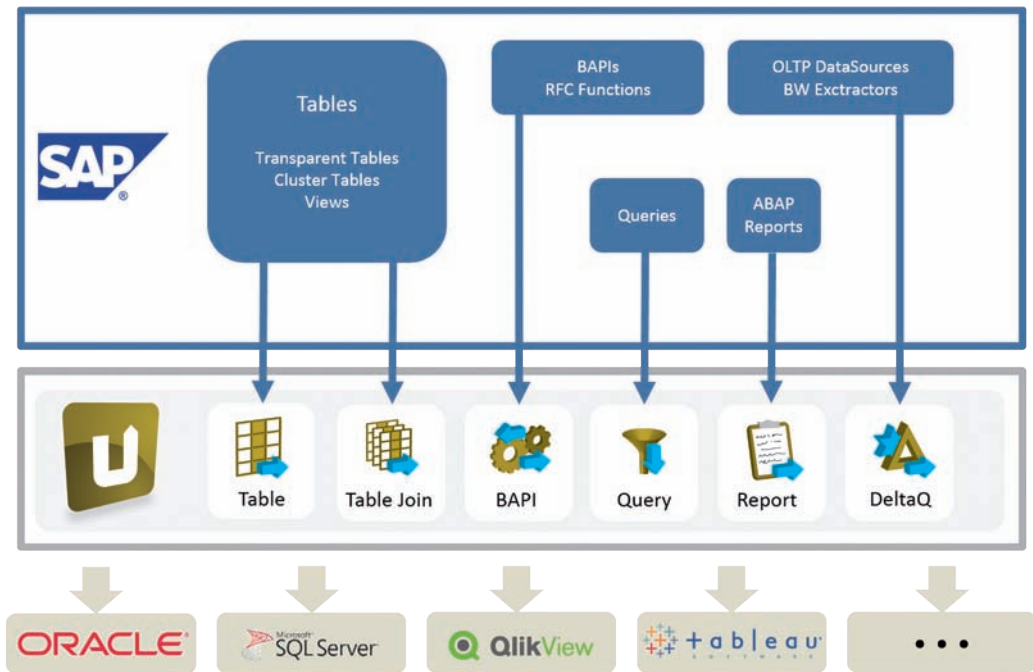 SAP
®
Tables
Transparent Tables
Cluster Tables
Views
BAPIs
RFC Functions
OLTP DataSources
BW Exctractors
Queries
ABAP
Reports
Table
Table Join
BAPI
Query
Report
DeltaQ
ORACLE®
Microsoft®
SQL Server
QlikView
+ableau®
SOFTWARE
•••